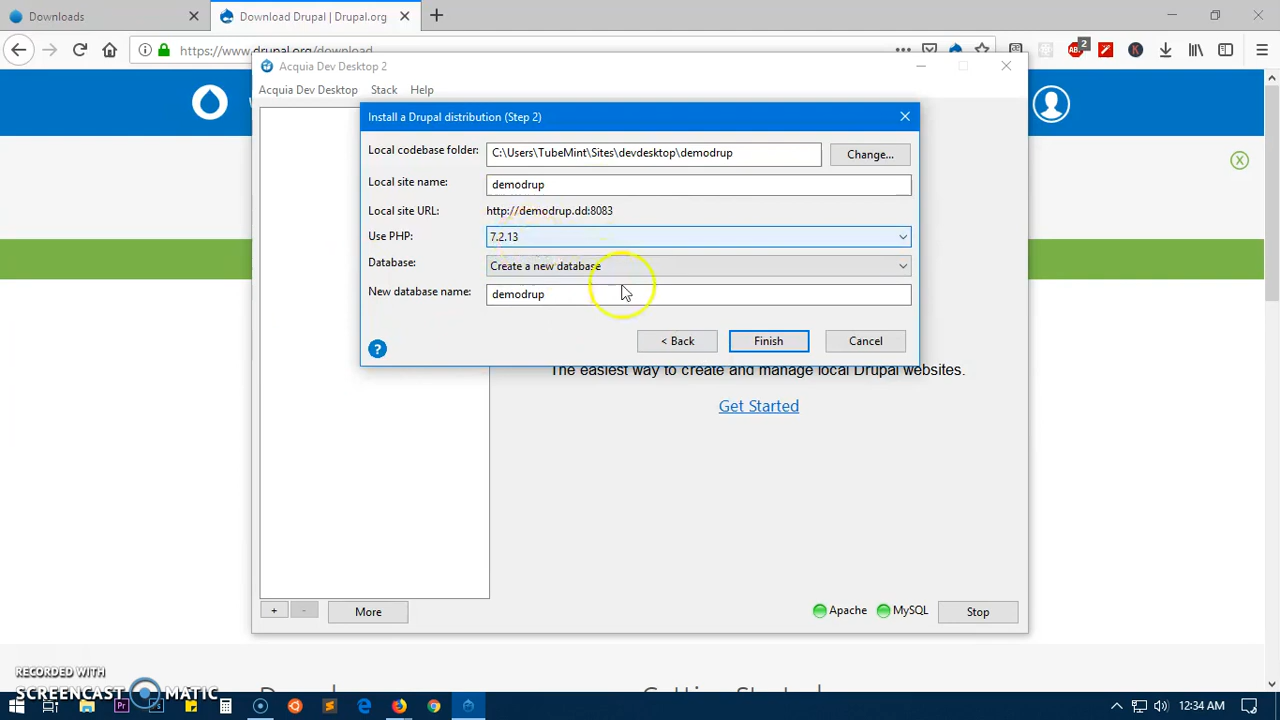 Downloads
Download Drupal | Drupal.org
https://www.drupal.org/download
2
Acquia Dev Desktop 2
Acquia Dev Desktop Stack Help
Install a Drupal distribution (Step 2)
Local codebase folder: C:\Users\TubeMint\Sites\devdesktop\demodrup Change...
Local site name: demodrup
Local site URL: http://demodrup.dd:8083
Use PHP: 7.2.13
Database: Create a new database
New database name: demodrup
? < Back Finish Cancel
The easiest way to create and manage local Drupal websites.
Get Started
+ - More Apache MySQL Stop
RECORDED WITH
SCREENCAST MATIC
12:34 AM